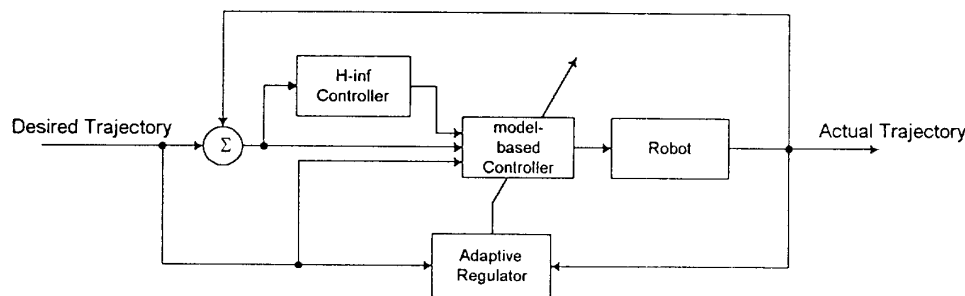 H-inf
Controller
Desired Trajectory
Σ
model-
based
Controller
Robot
Actual Trajectory
Adaptive
Regulator